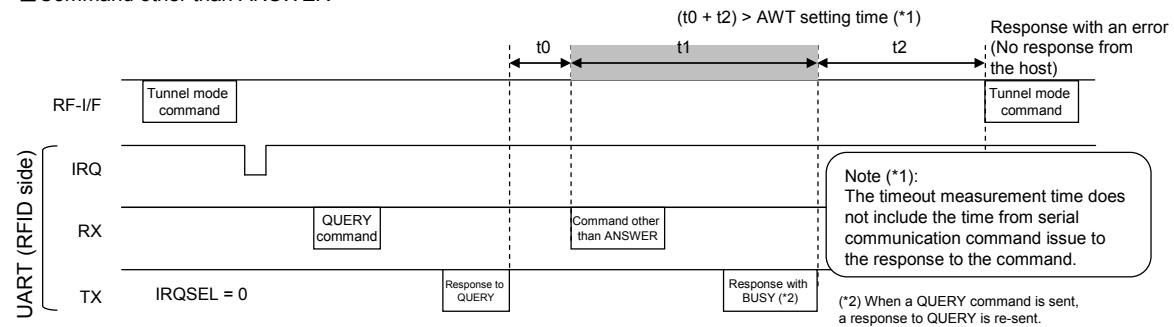 Command other than ANSWER
(t0 + t2) > AWT setting time (*1)
Response with an error
(No response from
the host)
t0
t1
t2
RF-I/F
Tunnel mode
command
Tunnel mode
command
UART (RFID side)
IRQ
RX
QUERY
command
Command other
than ANSWER
TX
IRQSEL = 0
Response to
QUERY
Response with
BUSY (*2)
Note (*1):
The timeout measurement time does
not include the time from serial
communication command issue to
the response to the command.
(*2) When a QUERY command is sent,
a response to QUERY is re-sent.